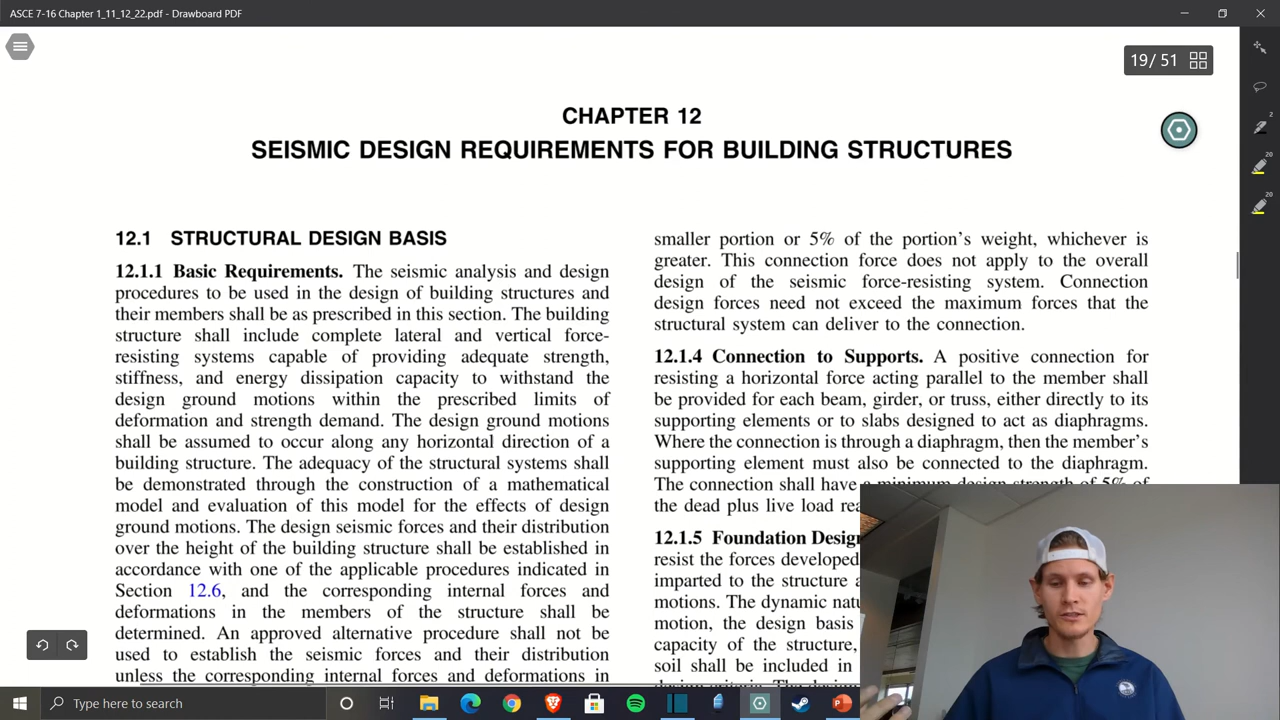 ASCE 7-16 Chapter 1_11_12_22.pdf - Drawboard PDF
19/ 51
2
20
20
CHAPTER 12
SEISMIC DESIGN REQUIREMENTS FOR BUILDING STRUCTURES
12.1 STRUCTURAL DESIGN BASIS
12.1.1 Basic Requirements. The seismic analysis and design
procedures to be used in the design of building structures and
their members shall be as prescribed in this section. The building
structure shall include complete lateral and vertical force-
resisting systems capable of providing adequate strength,
stiffness, and energy dissipation capacity to withstand the
design ground motions within the prescribed limits of
deformation and strength demand. The design ground motions
shall be assumed to occur along any horizontal direction of a
building structure. The adequacy of the structural systems shall
be demonstrated through the construction of a mathematical
model and evaluation of this model for the effects of design
ground motions. The design seismic forces and their distribution
over the height of the building structure shall be established in
accordance with one of the applicable procedures indicated in
Section 12.6, and the corresponding internal forces and
deformations in the members of the structure shall be
determined. An approved alternative procedure shall not be
used to establish the seismic forces and their distribution
unless the corresponding internal forces and deformations in
smaller portion or 5% of the portion's weight, whichever is
greater. This connection force does not apply to the overall
design of the seismic force-resisting system. Connection
design forces need not exceed the maximum forces that the
structural system can deliver to the connection.
12.1.4 Connection to Supports. A positive connection for
resisting a horizontal force acting parallel to the member shall
be provided for each beam, girder, or truss, either directly to its
supporting elements or to slabs designed to act as diaphragms.
Where the connection is through a diaphragm, then the member's
supporting element must also be connected to the diaphragm.
The connection shall have a minimum design strength of 5% of
the dead plus live load
12.1.5 Foundation
resist the forces developed
imparted to the structure
motions. The dynamic
motion, the design basis
capacity of the structure,
soil shall be included in
Type here to search